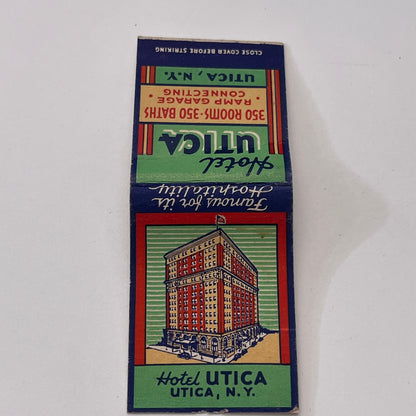 CLOSE COVER BEFORE STRIKING
Hotel
UTICA
350 ROOMS·350 BATHS
• RAMP GARAGE •
CONNECTING
UTICA, N.Y.
Famous for its
Hospitality
Hotel UTICA
UTICA, N.Y.